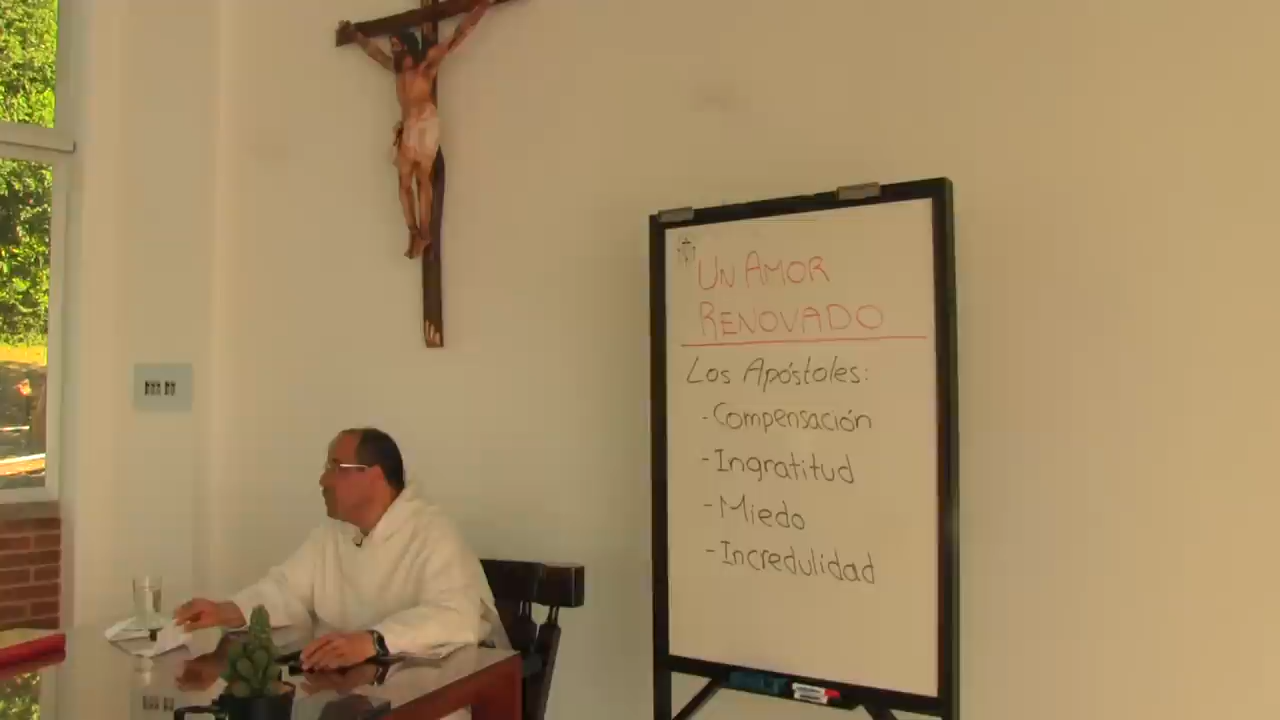 UN AMOR
RENOVADO
Los Apóstoles:
- Compensación
- Ingratitud
- Miedo
- Incredulidad